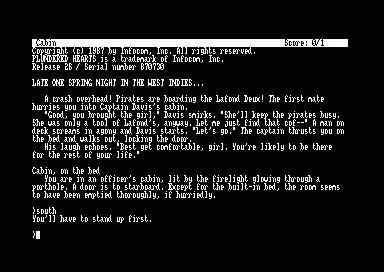 Cabin Score: 0/1
Copyright (c) 1987 by Infocom, Inc. All rights reserved.
PLUNDERED HEARTS is a trademark of Infocom, Inc.
Release 26 / Serial number 870730
LATE ONE SPRING NIGHT IN THE WEST INDIES...
A crash overhead! Pirates are boarding the Lafond Deux! The first mate
hurries you into Captain Davis's cabin.
"Good, you brought the girl," Davis smirks. "She'll keep the pirates busy.
She was only a tool of Lafond's, anyway. Let me just find that cof--" A man on
deck screams in agony and Davis starts. "Let's go." The captain thrusts you on
the bed and walks out, locking the door.
His laugh echoes. "Best get comfortable, girl. You're likely to be there
for the rest of your life."
Cabin, on the bed
You are in an officer's cabin, lit by the firelight glowing through a
porthole. A door is to starboard. Except for the built-in bed, the room seems
to have been emptied thoroughly, if hurriedly.
>south
You'll have to stand up first.
>